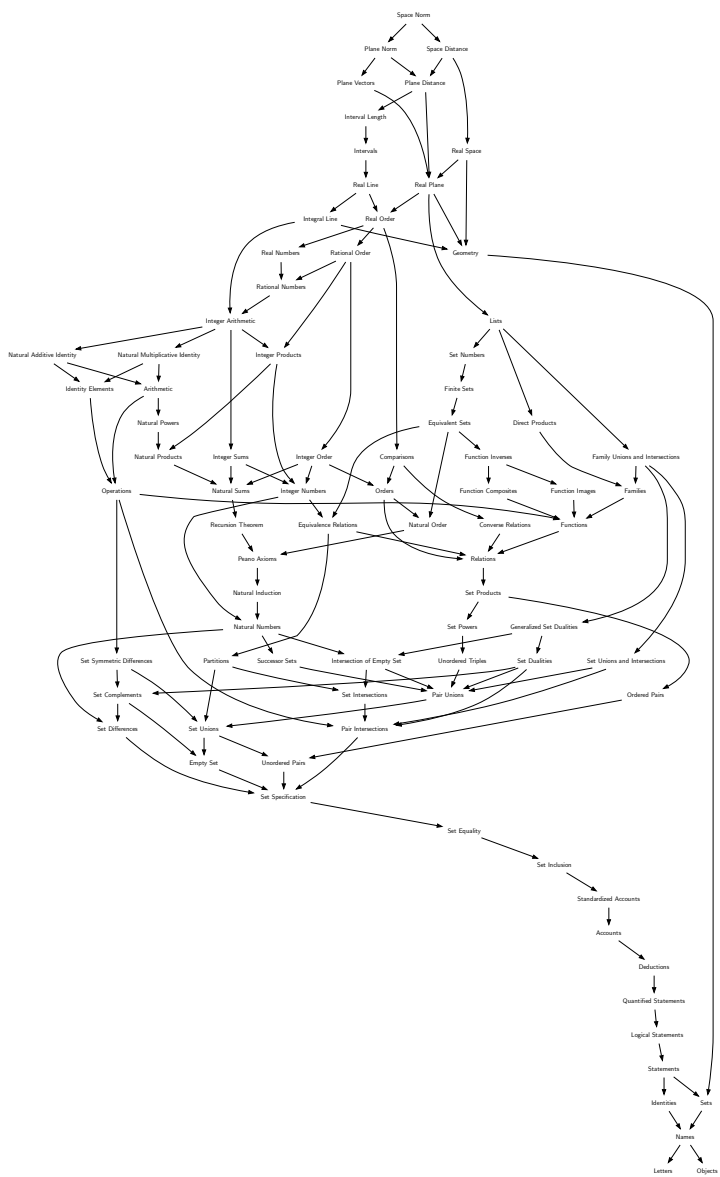 Space Norm
Plane Norm Space Distance
Plane Vectors Plane Distance
Interval Length
Intervals Real Space
Real Line Real Plane
Integral Line Real Order
Real Numbers Rational Order Geometry
Rational Numbers
Integer Arithmetic Lists
Natural Additive Identity Natural Multiplicative Identity Integer Products Set Numbers
Identity Elements Arithmetic Finite Sets
Natural Powers Equivalent Sets Direct Products
Natural Products Integer Sums Integer Order Comparisons Function Inverses Family Unions and Intersections
Operations Natural Sums Integer Numbers Orders Function Composites Function Images Families
Recursion Theorem Equivalence Relations Natural Order Converse Relations Functions
Peano Axioms Relations
Natural Induction Set Products
Natural Numbers Set Powers Generalized Set Dualities
Set Symmetric Differences Partitions Successor Sets Intersection of Empty Set Unordered Triples Set Dualities Set Unions and Intersections
Set Complements Set Intersections Pair Unions Ordered Pairs
Set Differences Set Unions Pair Intersections
Empty Set Unordered Pairs
Set Specification
Set Equality
Set Inclusion
Standardized Accounts
Accounts
Deductions
Quantified Statements
Logical Statements
Statements
Identities Sets
Names
Letters Objects